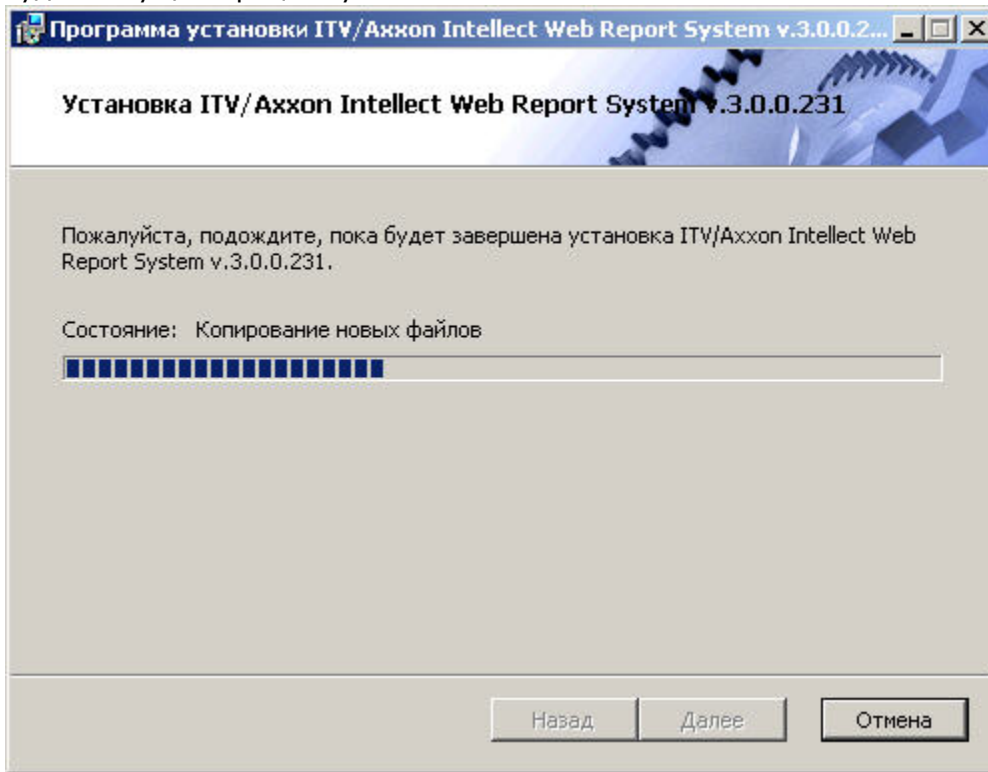 Программа установки ITV/Axxon Intellect Web Report System v.3.0.0.2...
Установка ITV/Axxon Intellect Web Report System v.3.0.0.231
Пожалуйста, подождите, пока будет завершена установка ITV/Axxon Intellect Web
Report System v.3.0.0.231.
Состояние: Копирование новых файлов
Назад Далее Отмена